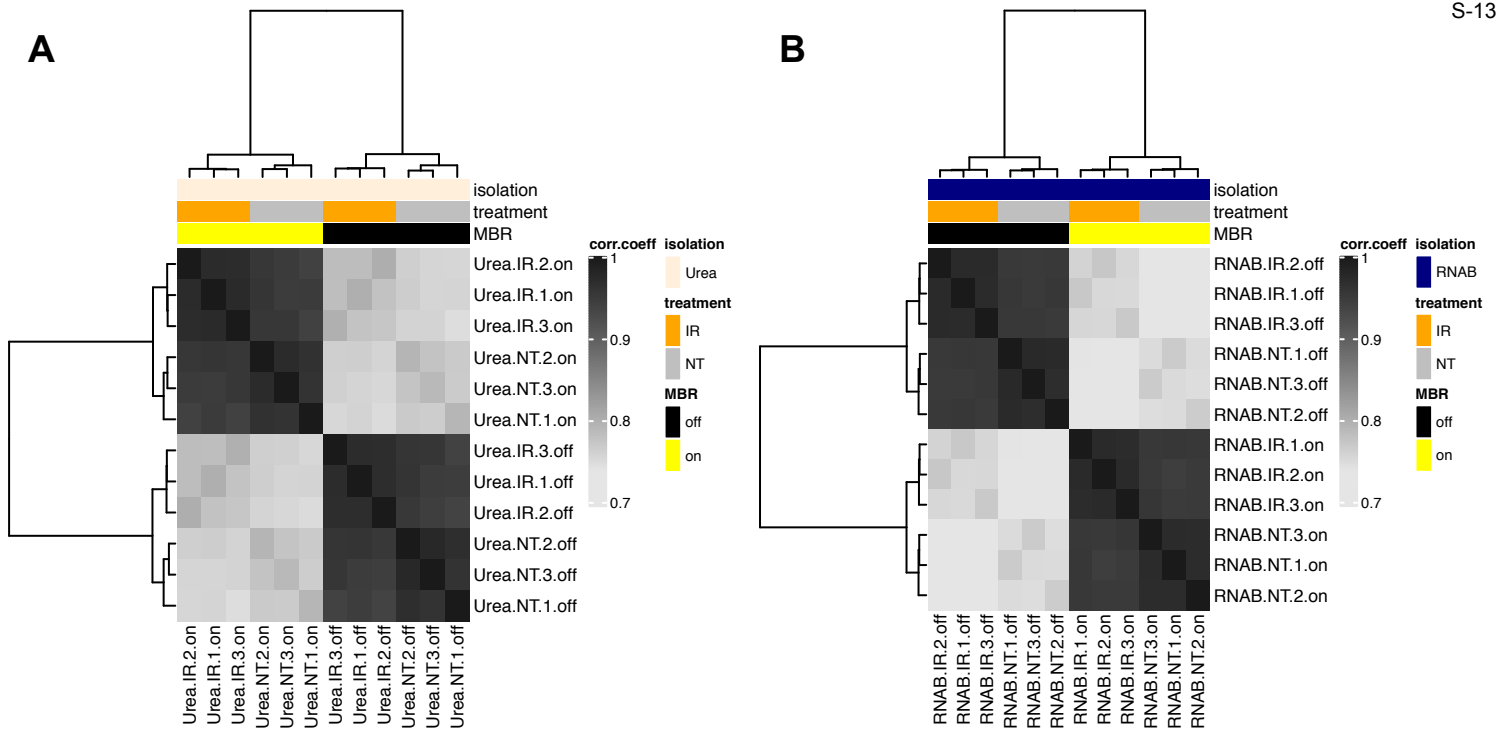 S-13
A
isolation
treatment
MBR
Urea.IR.2.on
Urea.IR.1.on
Urea.IR.3.on
Urea.NT.2.on
Urea.NT.3.on
Urea.NT.1.on
Urea.IR.3.off
Urea.IR.1.off
Urea.IR.2.off
Urea.NT.2.off
Urea.NT.3.off
Urea.NT.1.off
Urea.IR.2.on
Urea.IR.1.on
Urea.IR.3.on
Urea.NT.2.on
Urea.NT.3.on
Urea.NT.1.on
Urea.IR.3.off
Urea.IR.1.off
Urea.IR.2.off
Urea.NT.2.off
Urea.NT.3.off
Urea.NT.1.off
corr.coeff
1
0.9
0.8
0.7
isolation
Urea
treatment
IR
NT
MBR
off
on
B
isolation
treatment
MBR
RNAB.IR.2.off
RNAB.IR.1.off
RNAB.IR.3.off
RNAB.NT.1.off
RNAB.NT.3.off
RNAB.NT.2.off
RNAB.IR.1.on
RNAB.IR.2.on
RNAB.IR.3.on
RNAB.NT.3.on
RNAB.NT.1.on
RNAB.NT.2.on
RNAB.IR.2.off
RNAB.IR.1.off
RNAB.IR.3.off
RNAB.NT.1.off
RNAB.NT.3.off
RNAB.NT.2.off
RNAB.IR.1.on
RNAB.IR.2.on
RNAB.IR.3.on
RNAB.NT.3.on
RNAB.NT.1.on
RNAB.NT.2.on
corr.coeff
1
0.9
0.8
0.7
isolation
RNAB
treatment
IR
NT
MBR
off
on